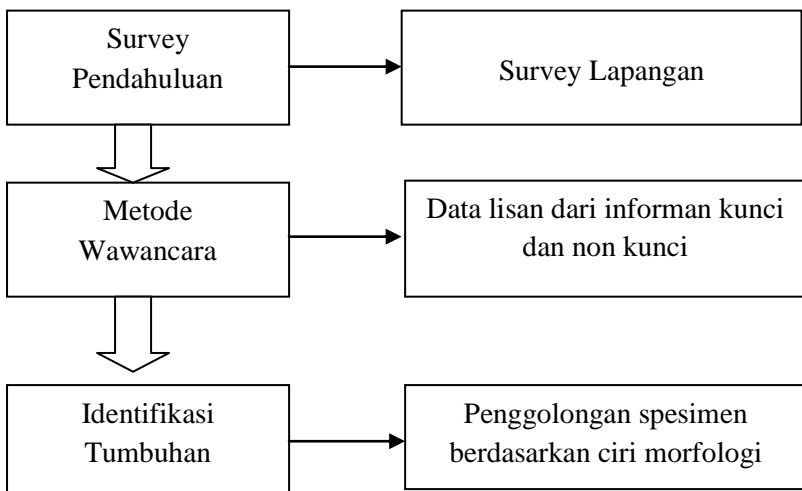 Survey
Pendahuluan
Survey Lapangan
Metode
Wawancara
Data lisan dari informan kunci
dan non kunci
Identifikasi
Tumbuhan
Penggolongan spesimen
berdasarkan ciri morfologi